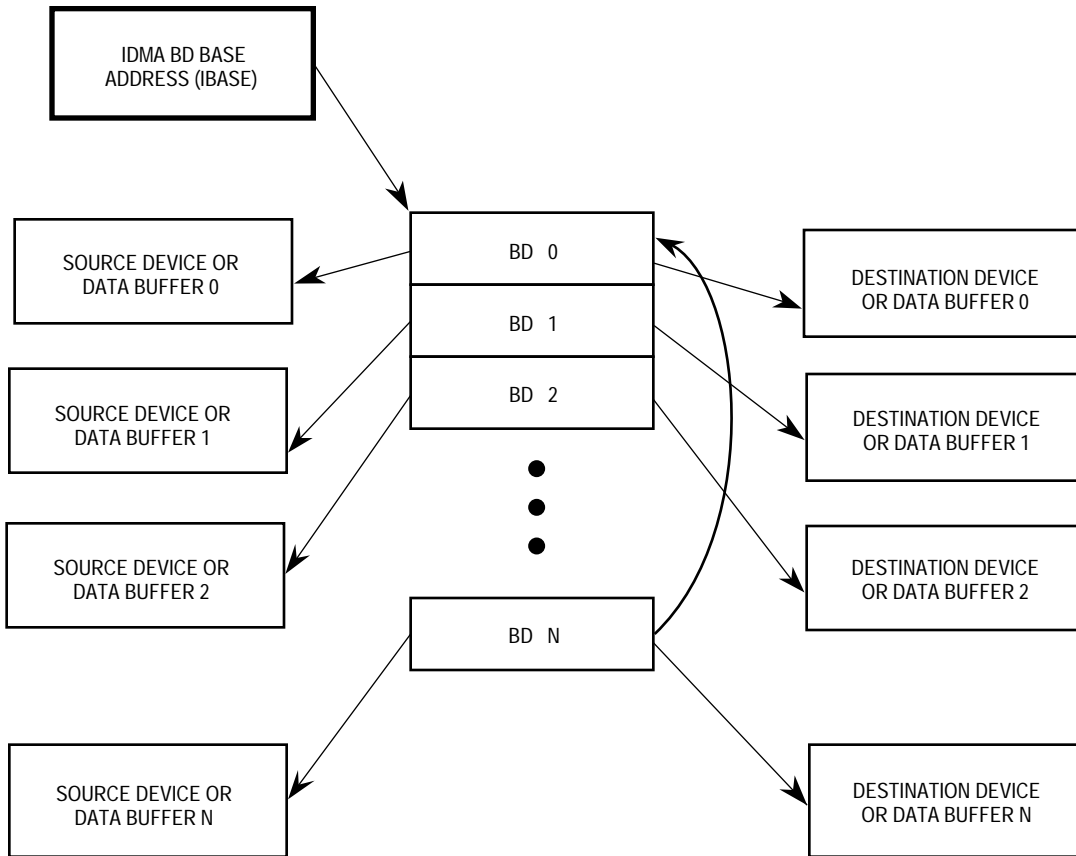 IDMA BD BASE
ADDRESS (IBASE)
BD 0
SOURCE DEVICE OR
DATA BUFFER 0
DESTINATION DEVICE
OR DATA BUFFER 0
BD 1
SOURCE DEVICE OR
DATA BUFFER 1
DESTINATION DEVICE
OR DATA BUFFER 1
BD 2
SOURCE DEVICE OR
DATA BUFFER 2
DESTINATION DEVICE
OR DATA BUFFER 2
BD N
SOURCE DEVICE OR
DATA BUFFER N
DESTINATION DEVICE
OR DATA BUFFER N